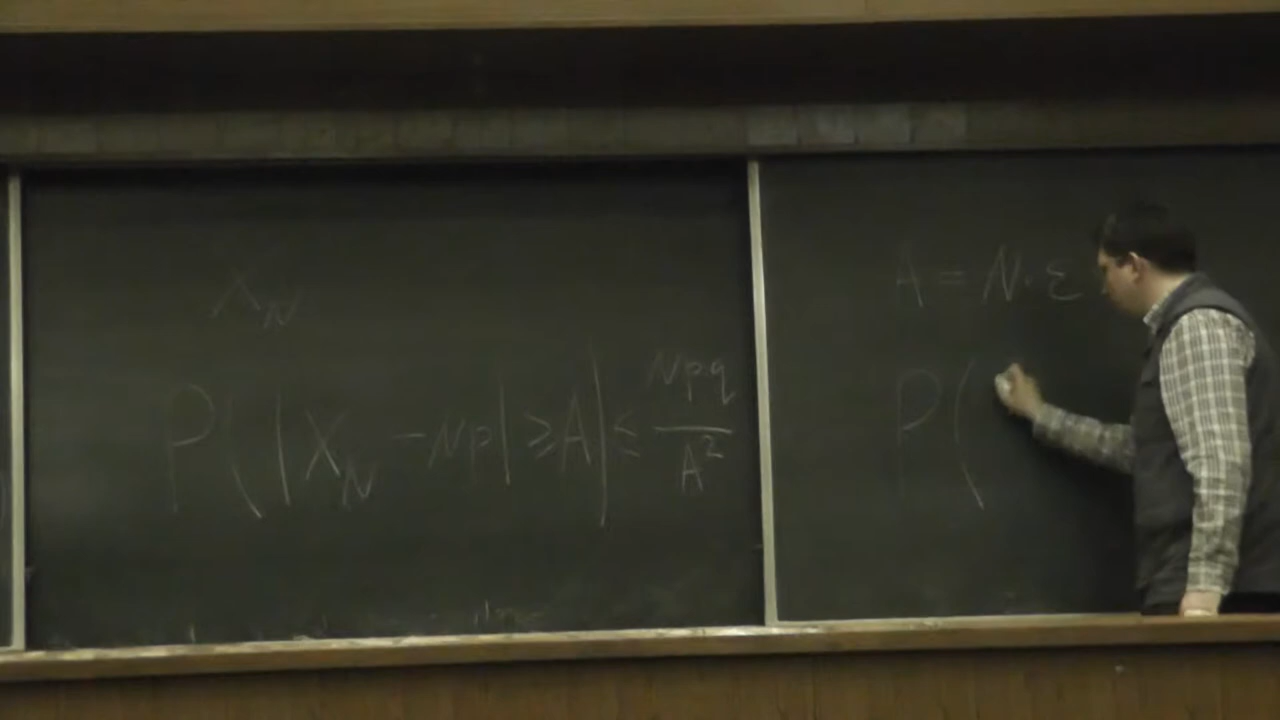 X_N
P(|X_N - Np| ≥ A) ≤ Npq/A²
A = N·ε
P(